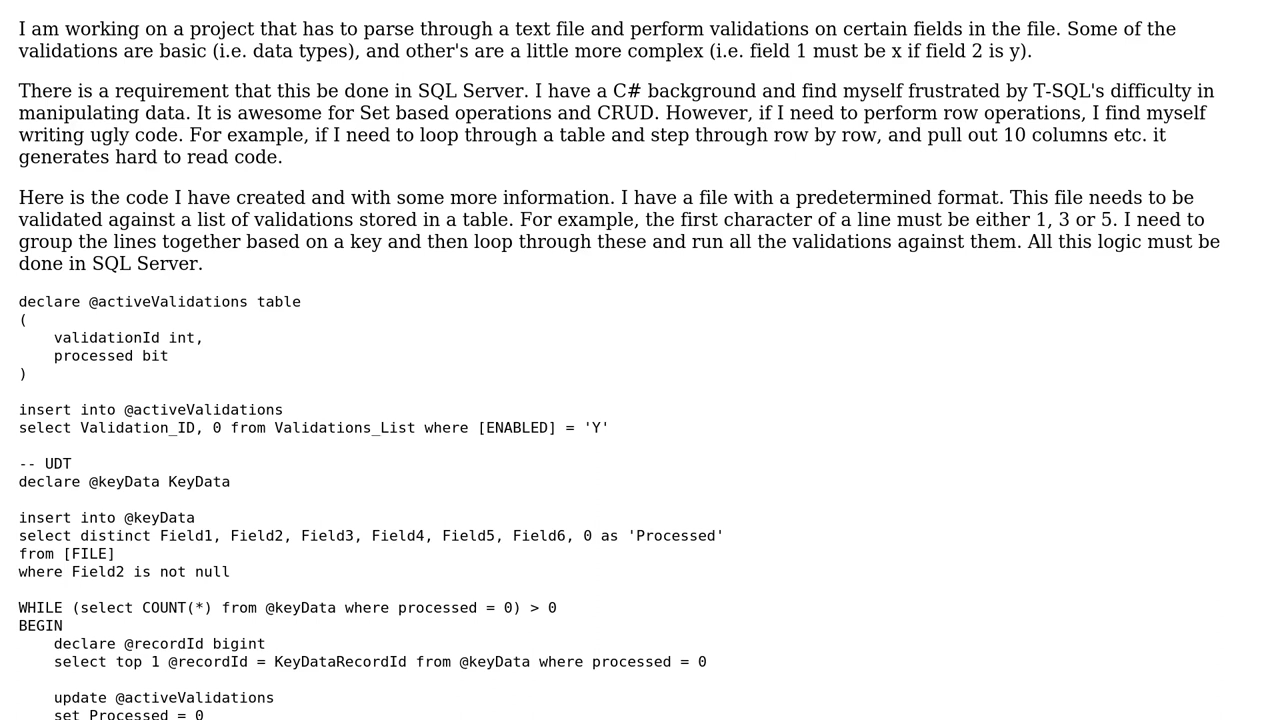 I am working on a project that has to parse through a text file and perform validations on certain fields in the file. Some of the
validations are basic (i.e. data types), and other's are a little more complex (i.e. field 1 must be x if field 2 is y).
There is a requirement that this be done in SQL Server. I have a C# background and find myself frustrated by T-SQL's difficulty in
manipulating data. It is awesome for Set based operations and CRUD. However, if I need to perform row operations, I find myself
writing ugly code. For example, if I need to loop through a table and step through row by row, and pull out 10 columns etc. it
generates hard to read code.
Here is the code I have created and with some more information. I have a file with a predetermined format. This file needs to be
validated against a list of validations stored in a table. For example, the first character of a line must be either 1, 3 or 5. I need to
group the lines together based on a key and then loop through these and run all the validations against them. All this logic must be
done in SQL Server.
declare @activeValidations table
(
    validationId int,
    processed bit
)
insert into @activeValidations
select Validation_ID, 0 from Validations_List where [ENABLED] = 'Y'
-- UDT
declare @keyData KeyData
insert into @keyData
select distinct Field1, Field2, Field3, Field4, Field5, Field6, 0 as 'Processed'
from [FILE]
where Field2 is not null
WHILE (select COUNT(*) from @keyData where processed = 0) > 0
BEGIN
    declare @recordId bigint
    select top 1 @recordId = KeyDataRecordId from @keyData where processed = 0
    update @activeValidations
    set Processed = 0